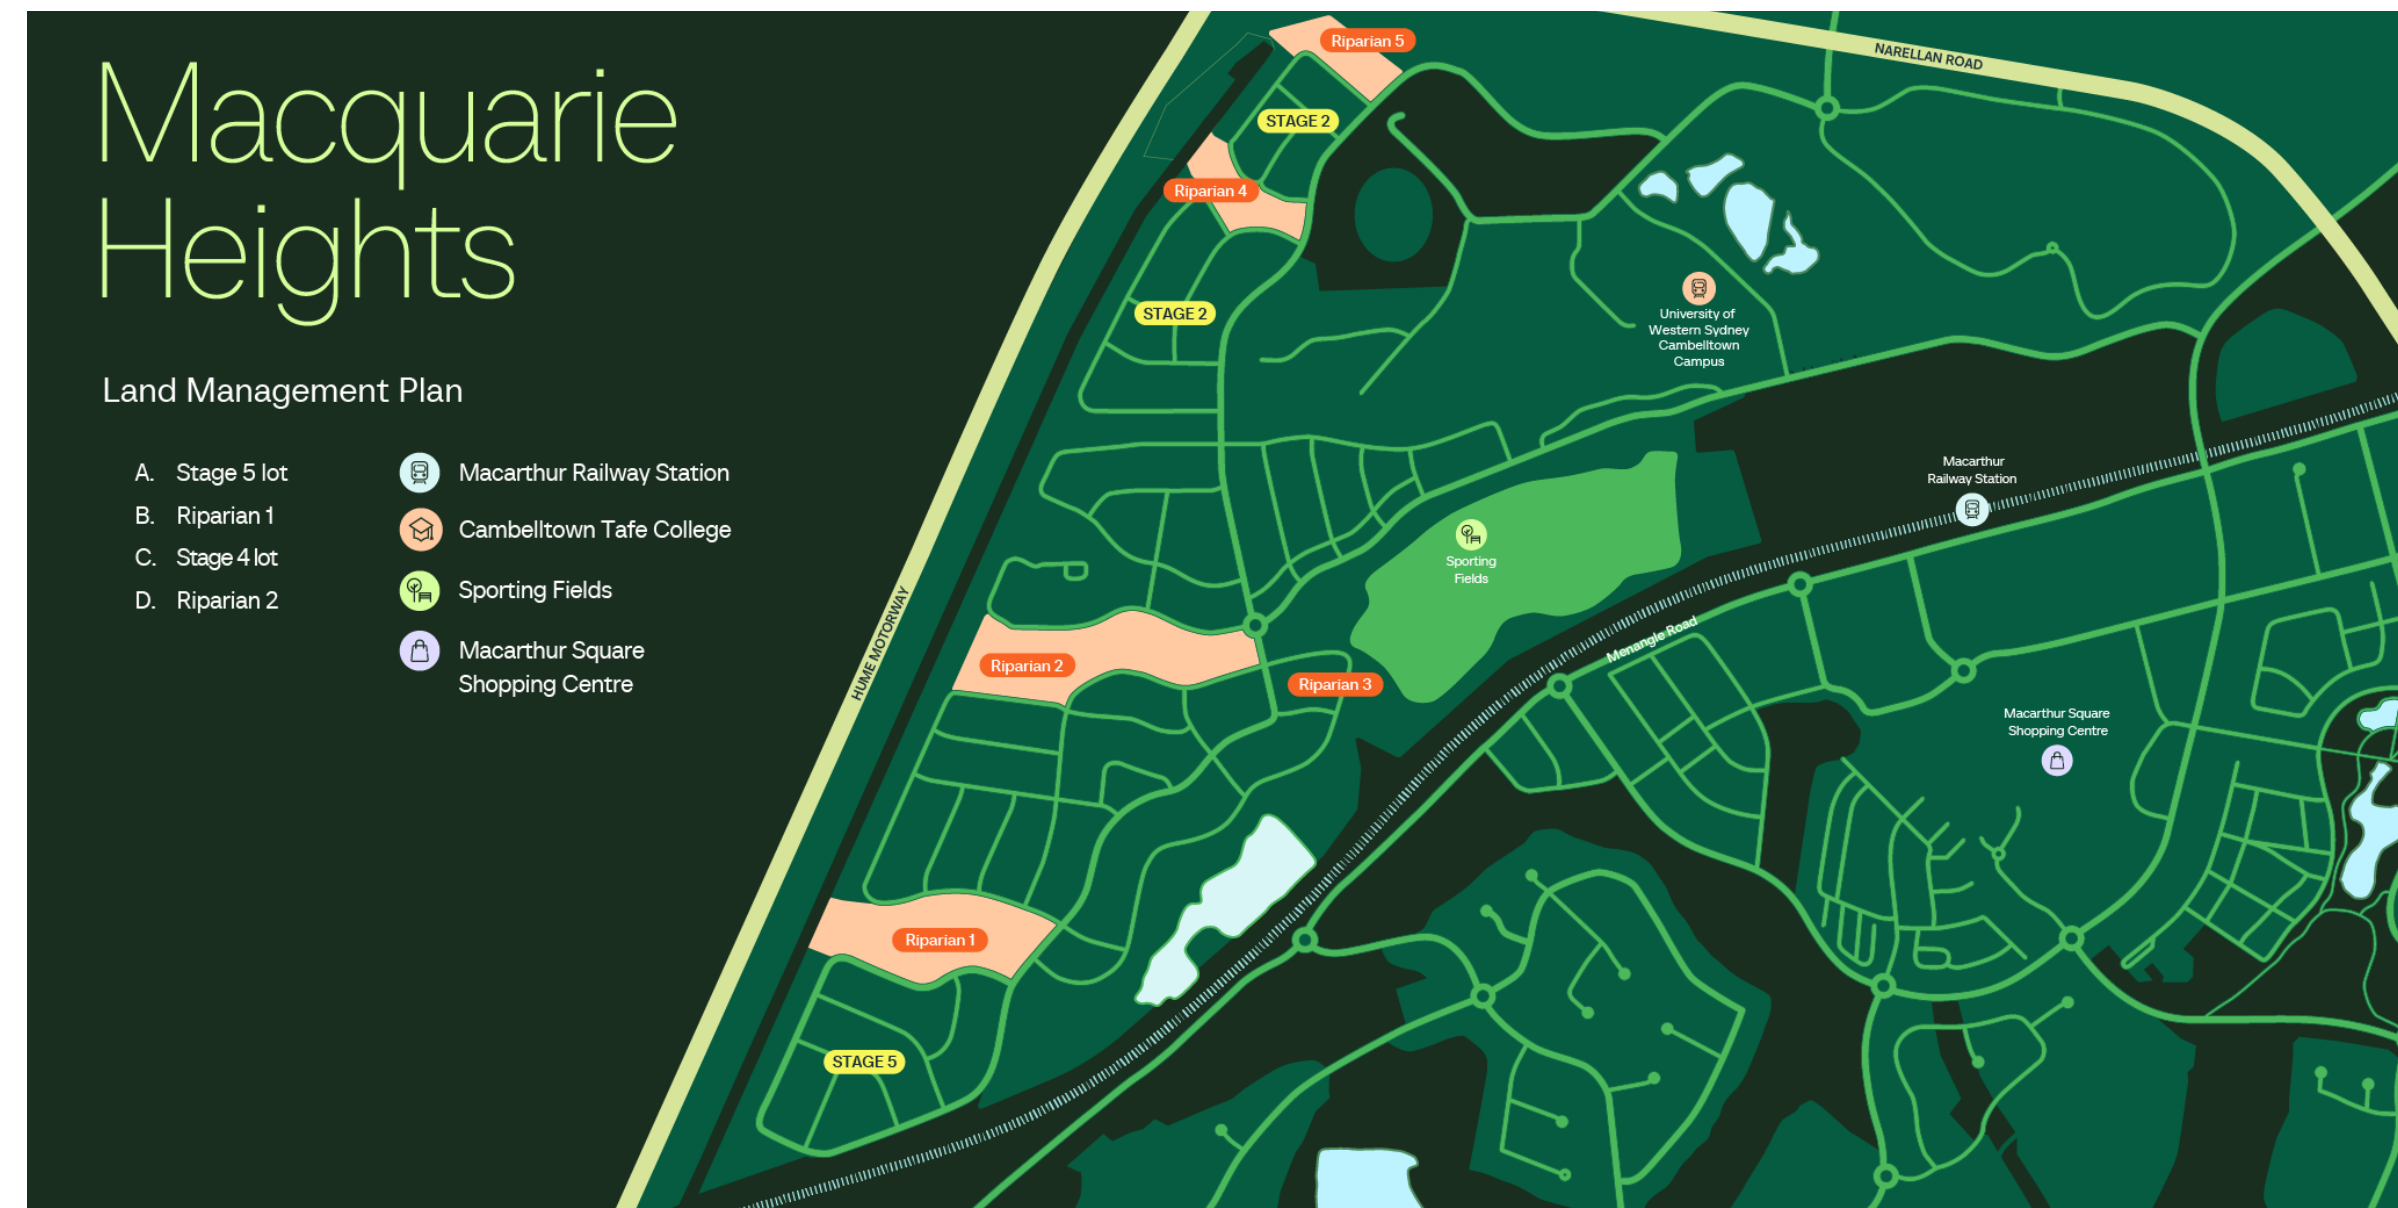 Macquarie
Heights
Land Management Plan
A. Stage 5 lot
B. Riparian 1
C. Stage 4 lot
D. Riparian 2
Macarthur Railway Station
Cambelltown Tafe College
Sporting Fields
Macarthur Square
Shopping Centre
Riparian 5
NARELLAN ROAD
STAGE 2
Riparian 4
STAGE 2
University of
Western Sydney
Cambelltown
Campus
Macarthur
Railway Station
Sporting
Fields
HUME MOTORWAY
Menangle Road
Riparian 2
Riparian 3
Macarthur Square
Shopping Centre
Riparian 1
STAGE 5